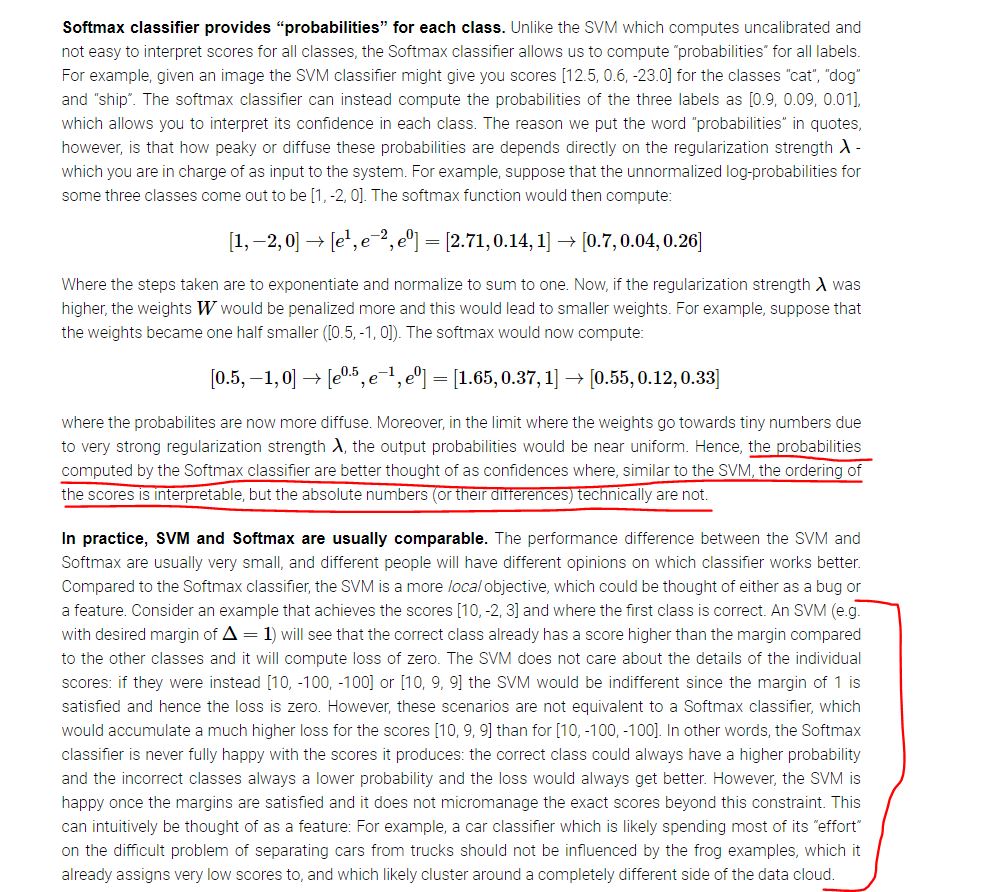 Softmax classifier provides “probabilities” for each class. Unlike the SVM which computes uncalibrated and
not easy to interpret scores for all classes, the Softmax classifier allows us to compute “probabilities” for all labels.
For example, given an image the SVM classifier might give you scores [12.5, 0.6, -23.0] for the classes “cat”, “dog”
and “ship”. The softmax classifier can instead compute the probabilities of the three labels as [0.9, 0.09, 0.01],
which allows you to interpret its confidence in each class. The reason we put the word “probabilities” in quotes,
however, is that how peaky or diffuse these probabilities are depends directly on the regularization strength λ -
which you are in charge of as input to the system. For example, suppose that the unnormalized log-probabilities for
some three classes come out to be [1, -2, 0]. The softmax function would then compute:
[1, −2, 0] → [e¹, e⁻², e⁰] = [2.71, 0.14, 1] → [0.7, 0.04, 0.26]
Where the steps taken are to exponentiate and normalize to sum to one. Now, if the regularization strength λ was
higher, the weights W would be penalized more and this would lead to smaller weights. For example, suppose that
the weights became one half smaller ([0.5, -1, 0]). The softmax would now compute:
[0.5, −1, 0] → [e⁰·⁵, e⁻¹, e⁰] = [1.65, 0.37, 1] → [0.55, 0.12, 0.33]
where the probabilites are now more diffuse. Moreover, in the limit where the weights go towards tiny numbers due
to very strong regularization strength λ, the output probabilities would be near uniform. Hence, the probabilities
computed by the Softmax classifier are better thought of as confidences where, similar to the SVM, the ordering of
the scores is interpretable, but the absolute numbers (or their differences) technically are not.
In practice, SVM and Softmax are usually comparable. The performance difference between the SVM and
Softmax are usually very small, and different people will have different opinions on which classifier works better.
Compared to the Softmax classifier, the SVM is a more local objective, which could be thought of either as a bug or
a feature. Consider an example that achieves the scores [10, -2, 3] and where the first class is correct. An SVM (e.g.
with desired margin of Δ = 1) will see that the correct class already has a score higher than the margin compared
to the other classes and it will compute loss of zero. The SVM does not care about the details of the individual
scores: if they were instead [10, -100, -100] or [10, 9, 9] the SVM would be indifferent since the margin of 1 is
satisfied and hence the loss is zero. However, these scenarios are not equivalent to a Softmax classifier, which
would accumulate a much higher loss for the scores [10, 9, 9] than for [10, -100, -100]. In other words, the Softmax
classifier is never fully happy with the scores it produces: the correct class could always have a higher probability
and the incorrect classes always a lower probability and the loss would always get better. However, the SVM is
happy once the margins are satisfied and it does not micromanage the exact scores beyond this constraint. This
can intuitively be thought of as a feature: For example, a car classifier which is likely spending most of its “effort”
on the difficult problem of separating cars from trucks should not be influenced by the frog examples, which it
already assigns very low scores to, and which likely cluster around a completely different side of the data cloud.